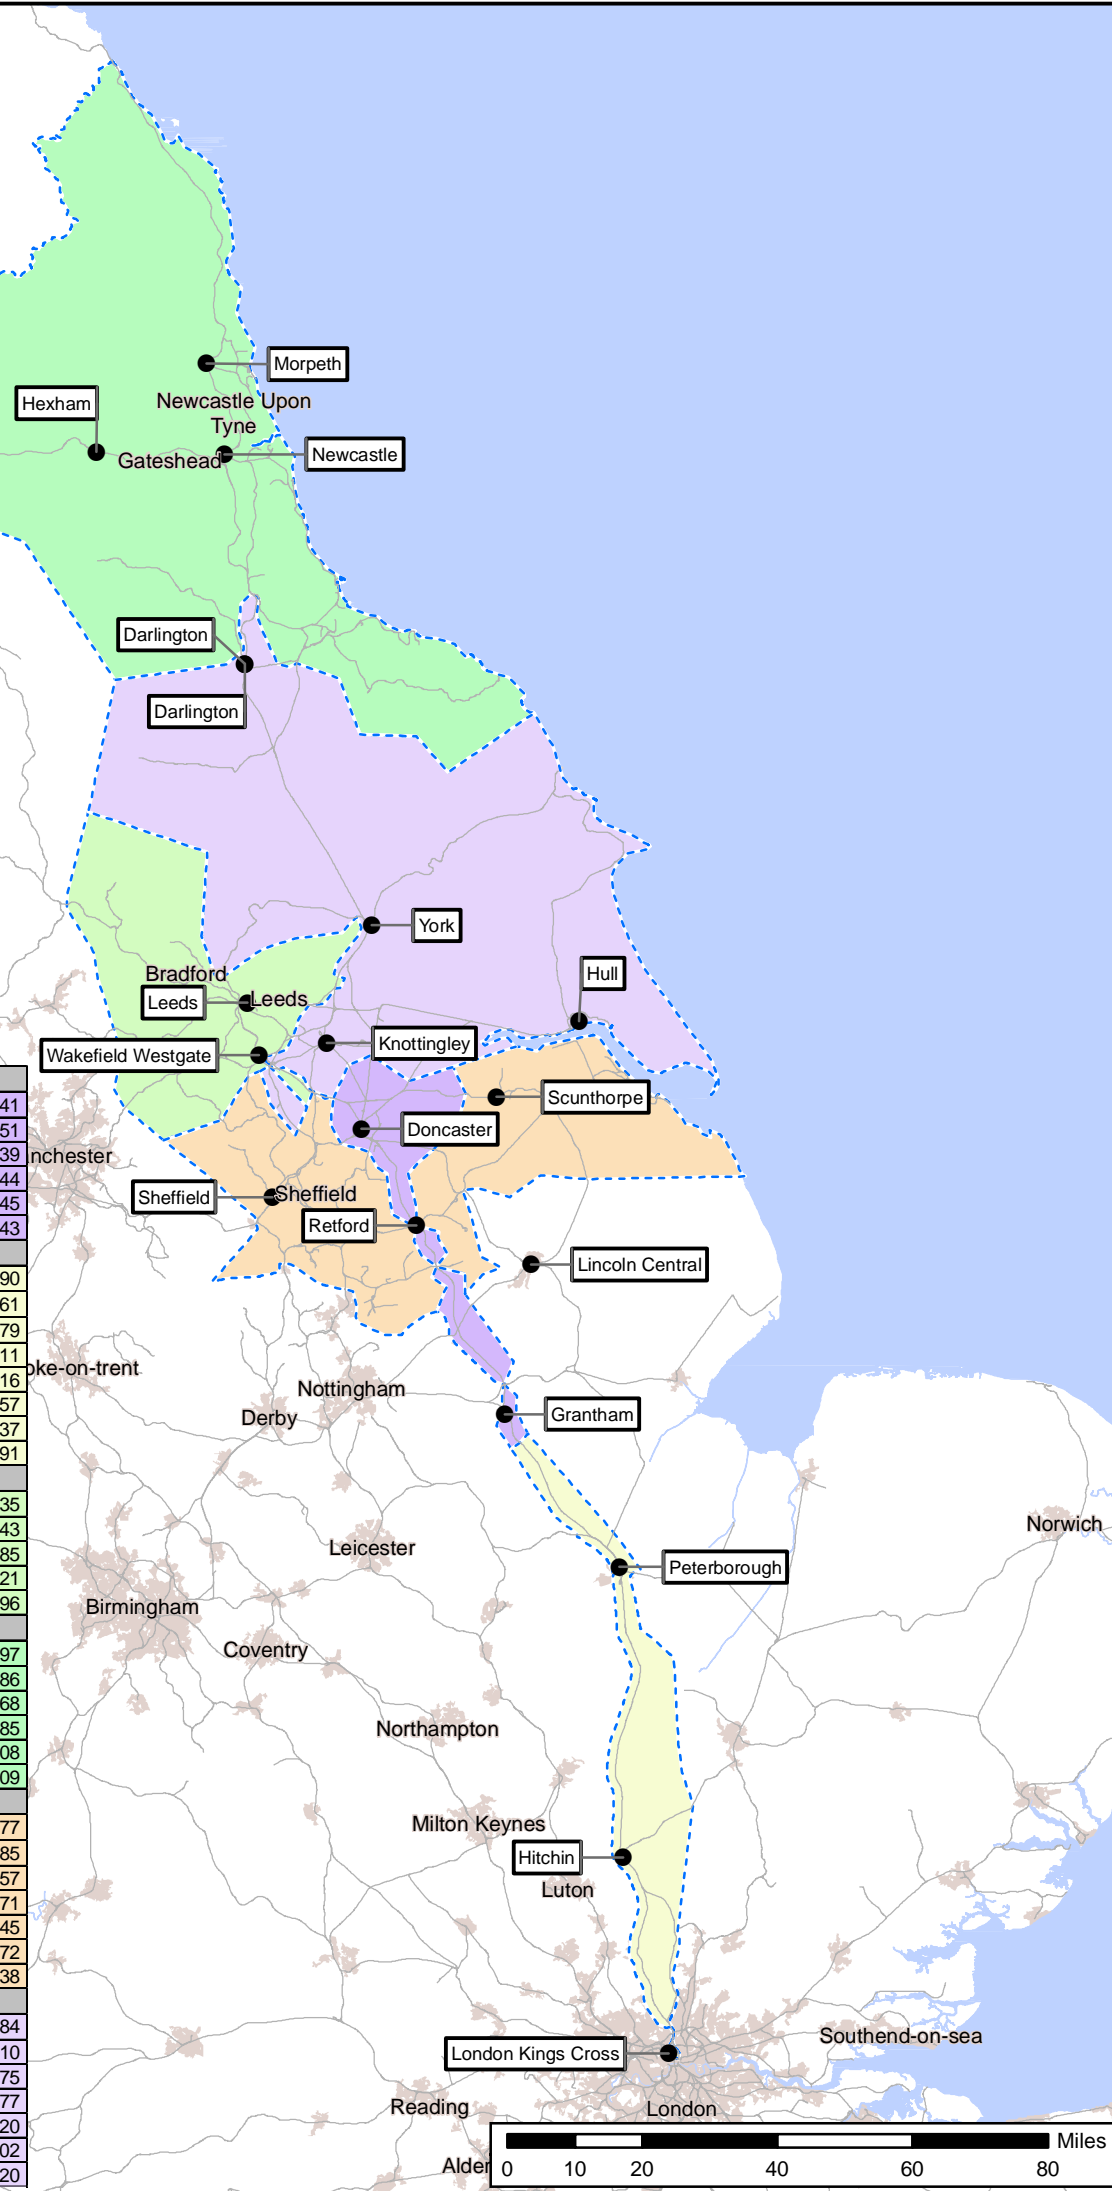 Morpeth
Hexham
Newcastle Upon
Tyne
Newcastle
Gateshead
Darlington
Darlington
York
Hull
Bradford
Leeds
Leeds
Knottingley
Wakefield Westgate
Scunthorpe
Doncaster
nchester
Sheffield
Sheffield
Retford
Lincoln Central
oke-on-trent
Nottingham
Derby
Grantham
Norwich
Leicester
Peterborough
Birmingham
Coventry
Northampton
Milton Keynes
Hitchin
Luton
Southend-on-sea
London Kings Cross
Reading
London
Alder
Miles
0 10 20 40 60 80
41
51
39
44
45
43
90
61
79
11
16
57
37
91
35
43
85
21
96
97
86
68
85
08
09
77
85
57
71
45
72
38
84
10
75
77
20
02
20